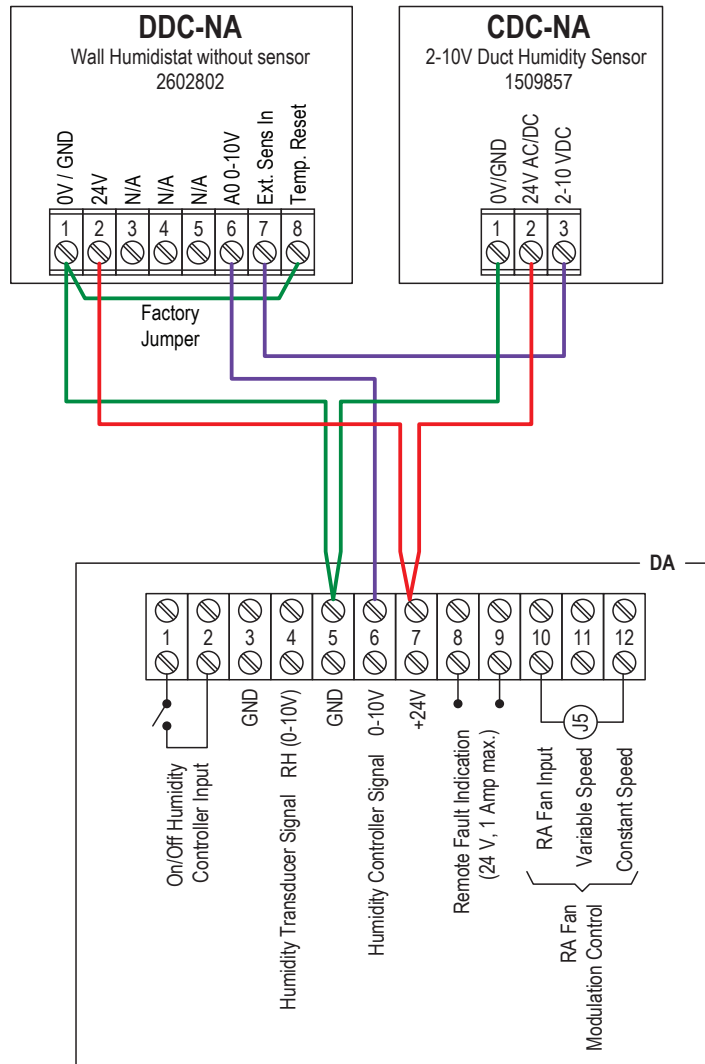 DDC-NA
Wall Humidistat without sensor
2602802
0V / GND
24V
N/A
N/A
N/A
A0 0-10V
Ext. Sens In
Temp. Reset
1 2 3 4 5 6 7 8
Factory
Jumper
CDC-NA
2-10V Duct Humidity Sensor
1509857
0V/GND
24V AC/DC
2-10 VDC
1 2 3
DA
1 2 3 4 5 6 7 8 9 10 11 12
On/Off Humidity
Controller Input
GND
Humidity Transducer Signal RH (0-10V)
GND
Humidity Controller Signal 0-10V
+24V
Remote Fault Indication
(24 V, 1 Amp max.)
J5
RA Fan Input
Variable Speed
Constant Speed
RA Fan
Modulation Control